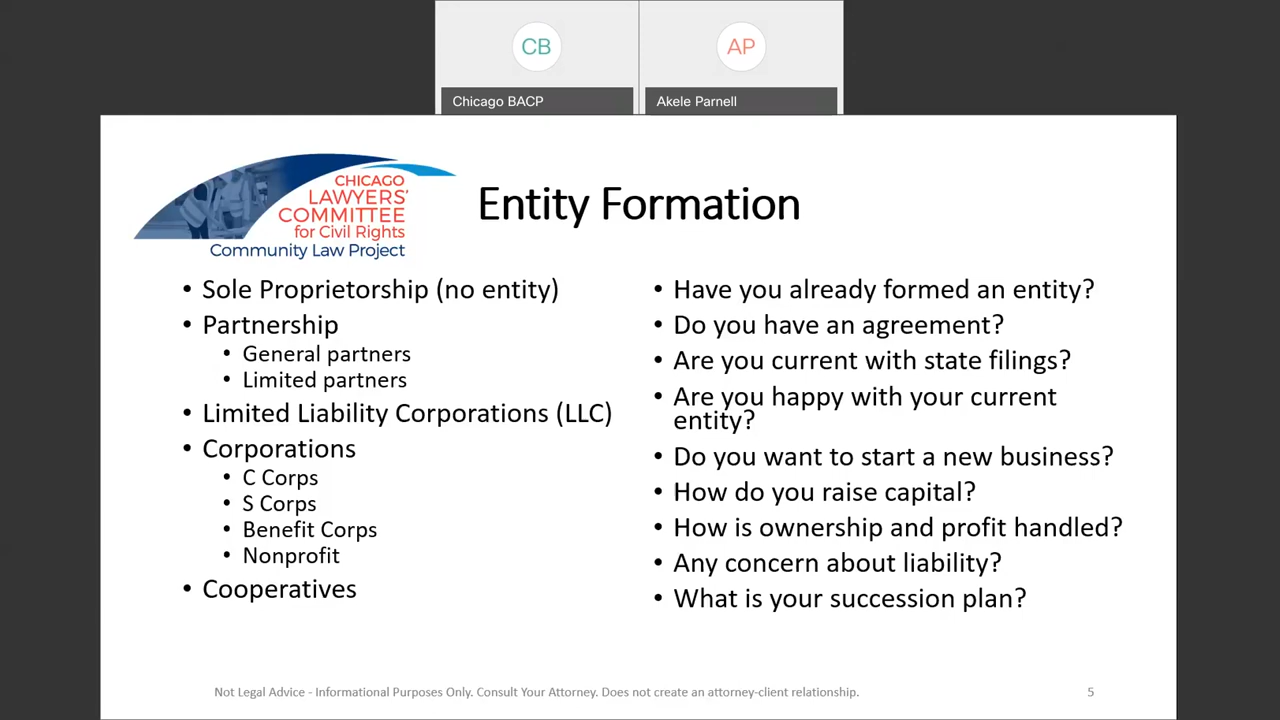 CB
AP
Chicago BACP
Akele Parnell
CHICAGO
LAWYERS'
COMMITTEE
for Civil Rights
Community Law Project
Entity Formation
• Sole Proprietorship (no entity)
• Partnership
• General partners
• Limited partners
• Limited Liability Corporations (LLC)
• Corporations
• C Corps
• S Corps
• Benefit Corps
• Nonprofit
• Cooperatives
• Have you already formed an entity?
• Do you have an agreement?
• Are you current with state filings?
• Are you happy with your current
entity?
• Do you want to start a new business?
• How do you raise capital?
• How is ownership and profit handled?
• Any concern about liability?
• What is your succession plan?
Not Legal Advice - Informational Purposes Only. Consult Your Attorney. Does not create an attorney-client relationship.
5